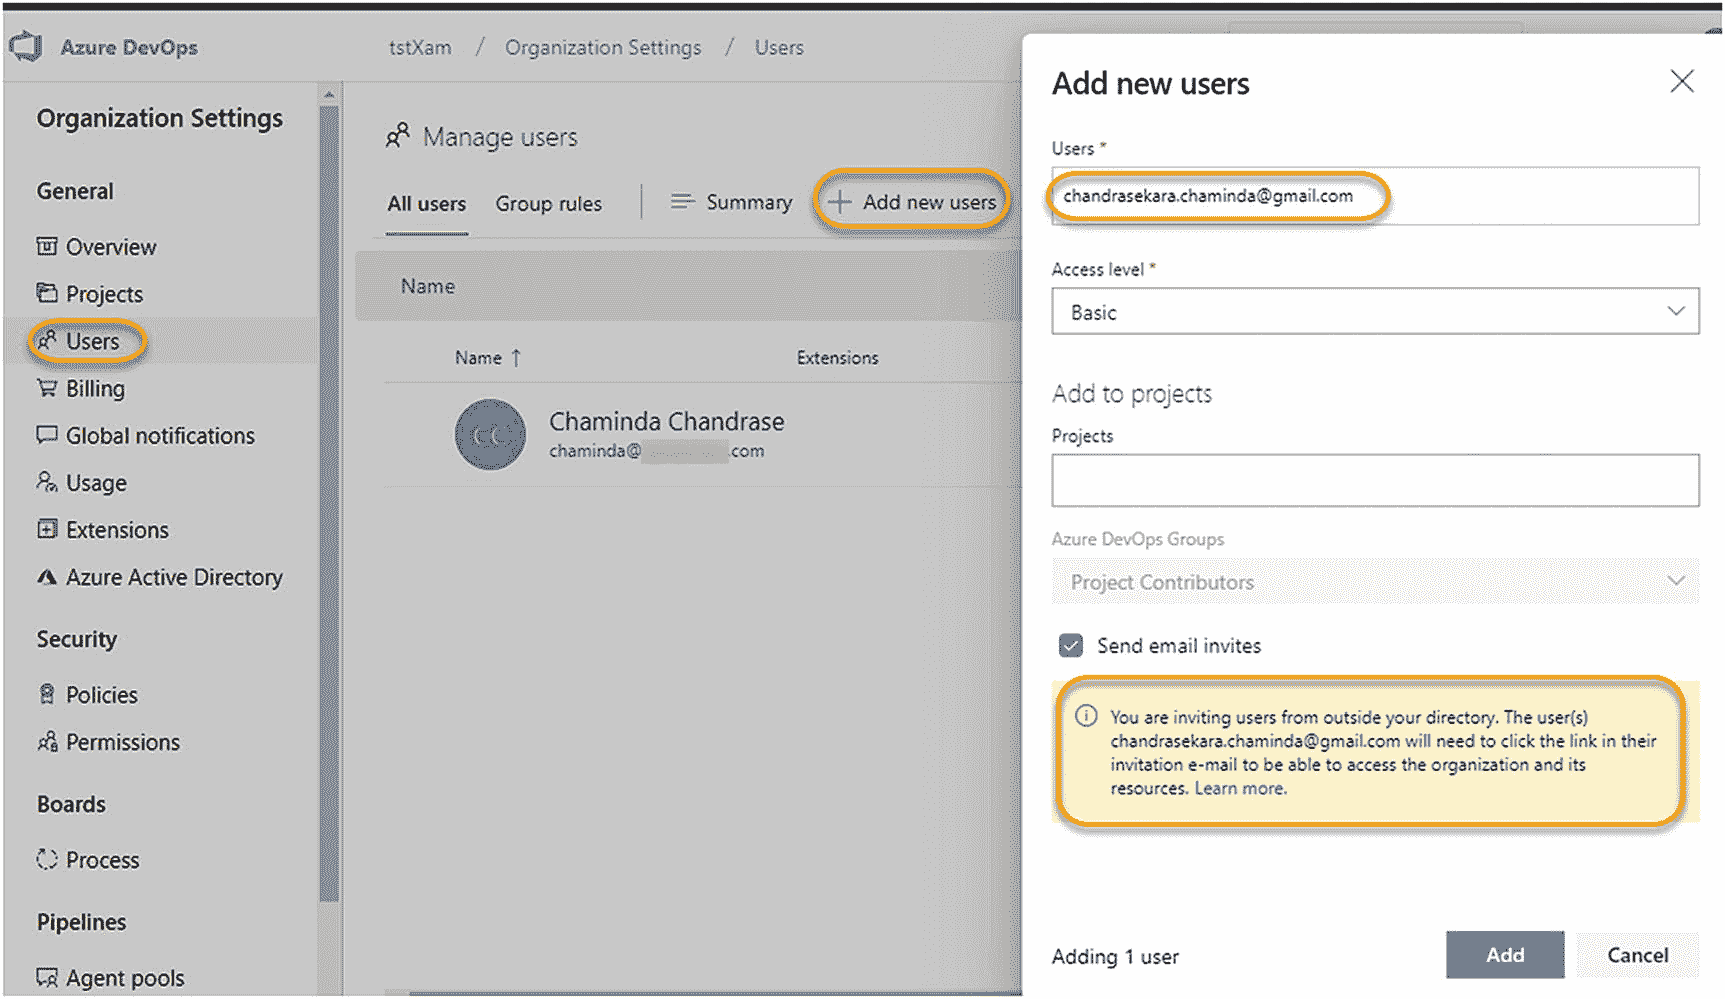 Azure DevOps
tstXam / Organization Settings / Users
Organization Settings
General
Overview
Projects
Users
Billing
Global notifications
Usage
Extensions
Azure Active Directory
Security
Policies
Permissions
Boards
Process
Pipelines
Agent pools
Manage users
All users Group rules Summary + Add new users
Name
Name ↑ Extensions
CC
Chaminda Chandrase
chaminda@ .com
Add new users
Users *
chandrasekara.chaminda@gmail.com
Access level *
Basic
Add to projects
Projects
Azure DevOps Groups
Project Contributors
Send email invites
You are inviting users from outside your directory. The user(s)
chandrasekara.chaminda@gmail.com will need to click the link in their
invitation e-mail to be able to access the organization and its
resources. Learn more.
Adding 1 user
Add Cancel